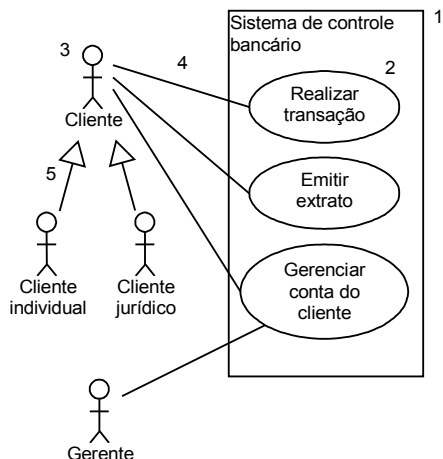 Sistema de controle
bancário
1
3
4
2
Cliente
Realizar
transação
5
Emitir
extrato
Cliente
individual
Cliente
jurídico
Gerenciar
conta do
cliente
Gerente